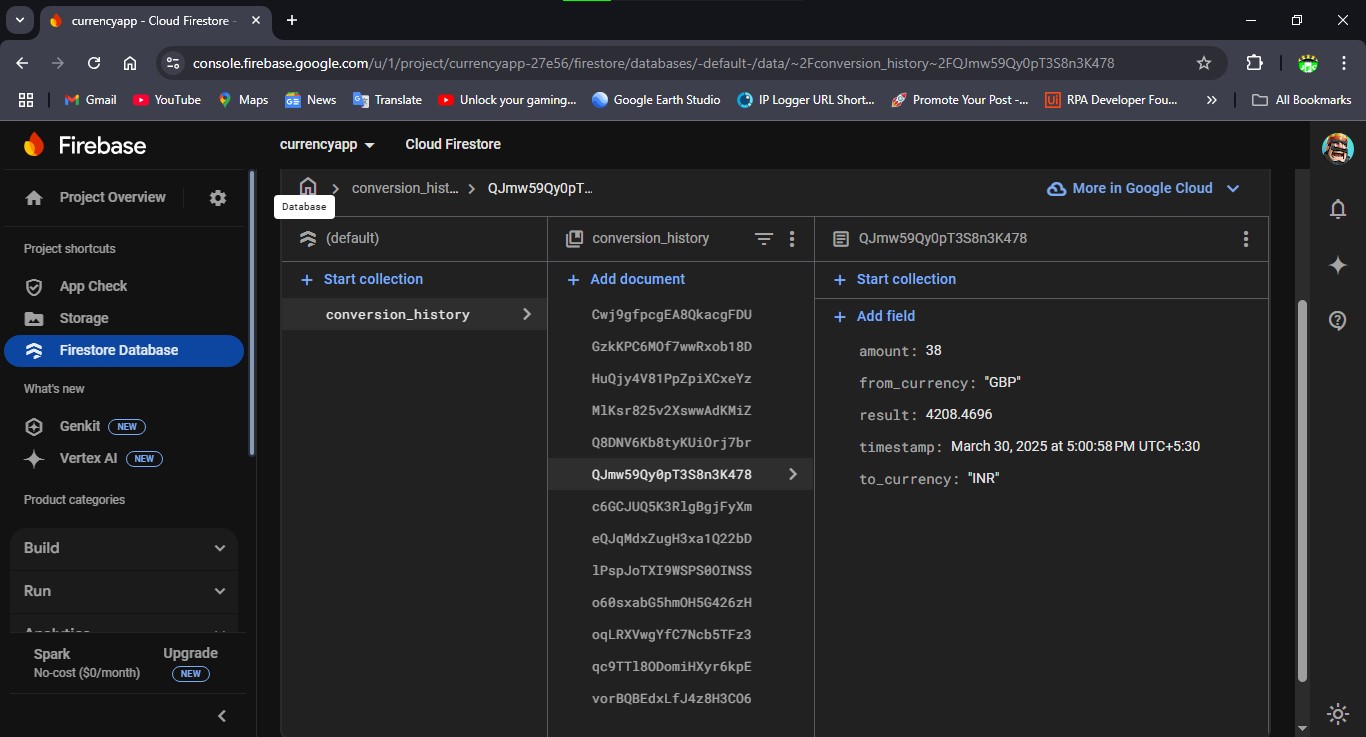 currencyapp - Cloud Firestore -
console.firebase.google.com/u/1/project/currencyapp-27e56/firestore/databases/-default-/data/~2Fconversion_history~2FQJmw59Qy0pT3S8n3K478
Gmail YouTube Maps News Translate Unlock your gaming... Google Earth Studio IP Logger URL Short... Promote Your Post -... RPA Developer Fou... » All Bookmarks
Firebase
currencyapp
Cloud Firestore
Project Overview
Project shortcuts
App Check
Storage
Firestore Database
What's new
Genkit NEW
Vertex AI NEW
Product categories
Build
Run
Analytics
Spark
No-cost ($0/month)
Upgrade
NEW
conversion_hist... QJmw59Qy0pT...
More in Google Cloud
Database
(default)
Start collection
conversion_history
conversion_history
Add document
Cwj9gfpcgEA8QkacgFDU
GzkKPC6MOf7wwRxob18D
HuQjy4V81PpZpiXCxeYz
MlKsr825v2XswwAdKMiZ
Q8DNV6Kb8tyKUiOrj7br
QJmw59Qy0pT3S8n3K478
c6GCJUQ5K3RlgBgjFyXm
eQJqMdxZugH3xa1Q22bD
lPspJoTXI9WSPS0OINSS
o60sxabG5hmOH5G426zH
oqLRXVwgYfC7Ncb5TFz3
qc9TTl8ODomiHXyr6kpE
vorBQBEdxLfJ4z8H3CO6
QJmw59Qy0pT3S8n3K478
Start collection
Add field
amount: 38
from_currency: "GBP"
result: 4208.4696
timestamp: March 30, 2025 at 5:00:58 PM UTC+5:30
to_currency: "INR"